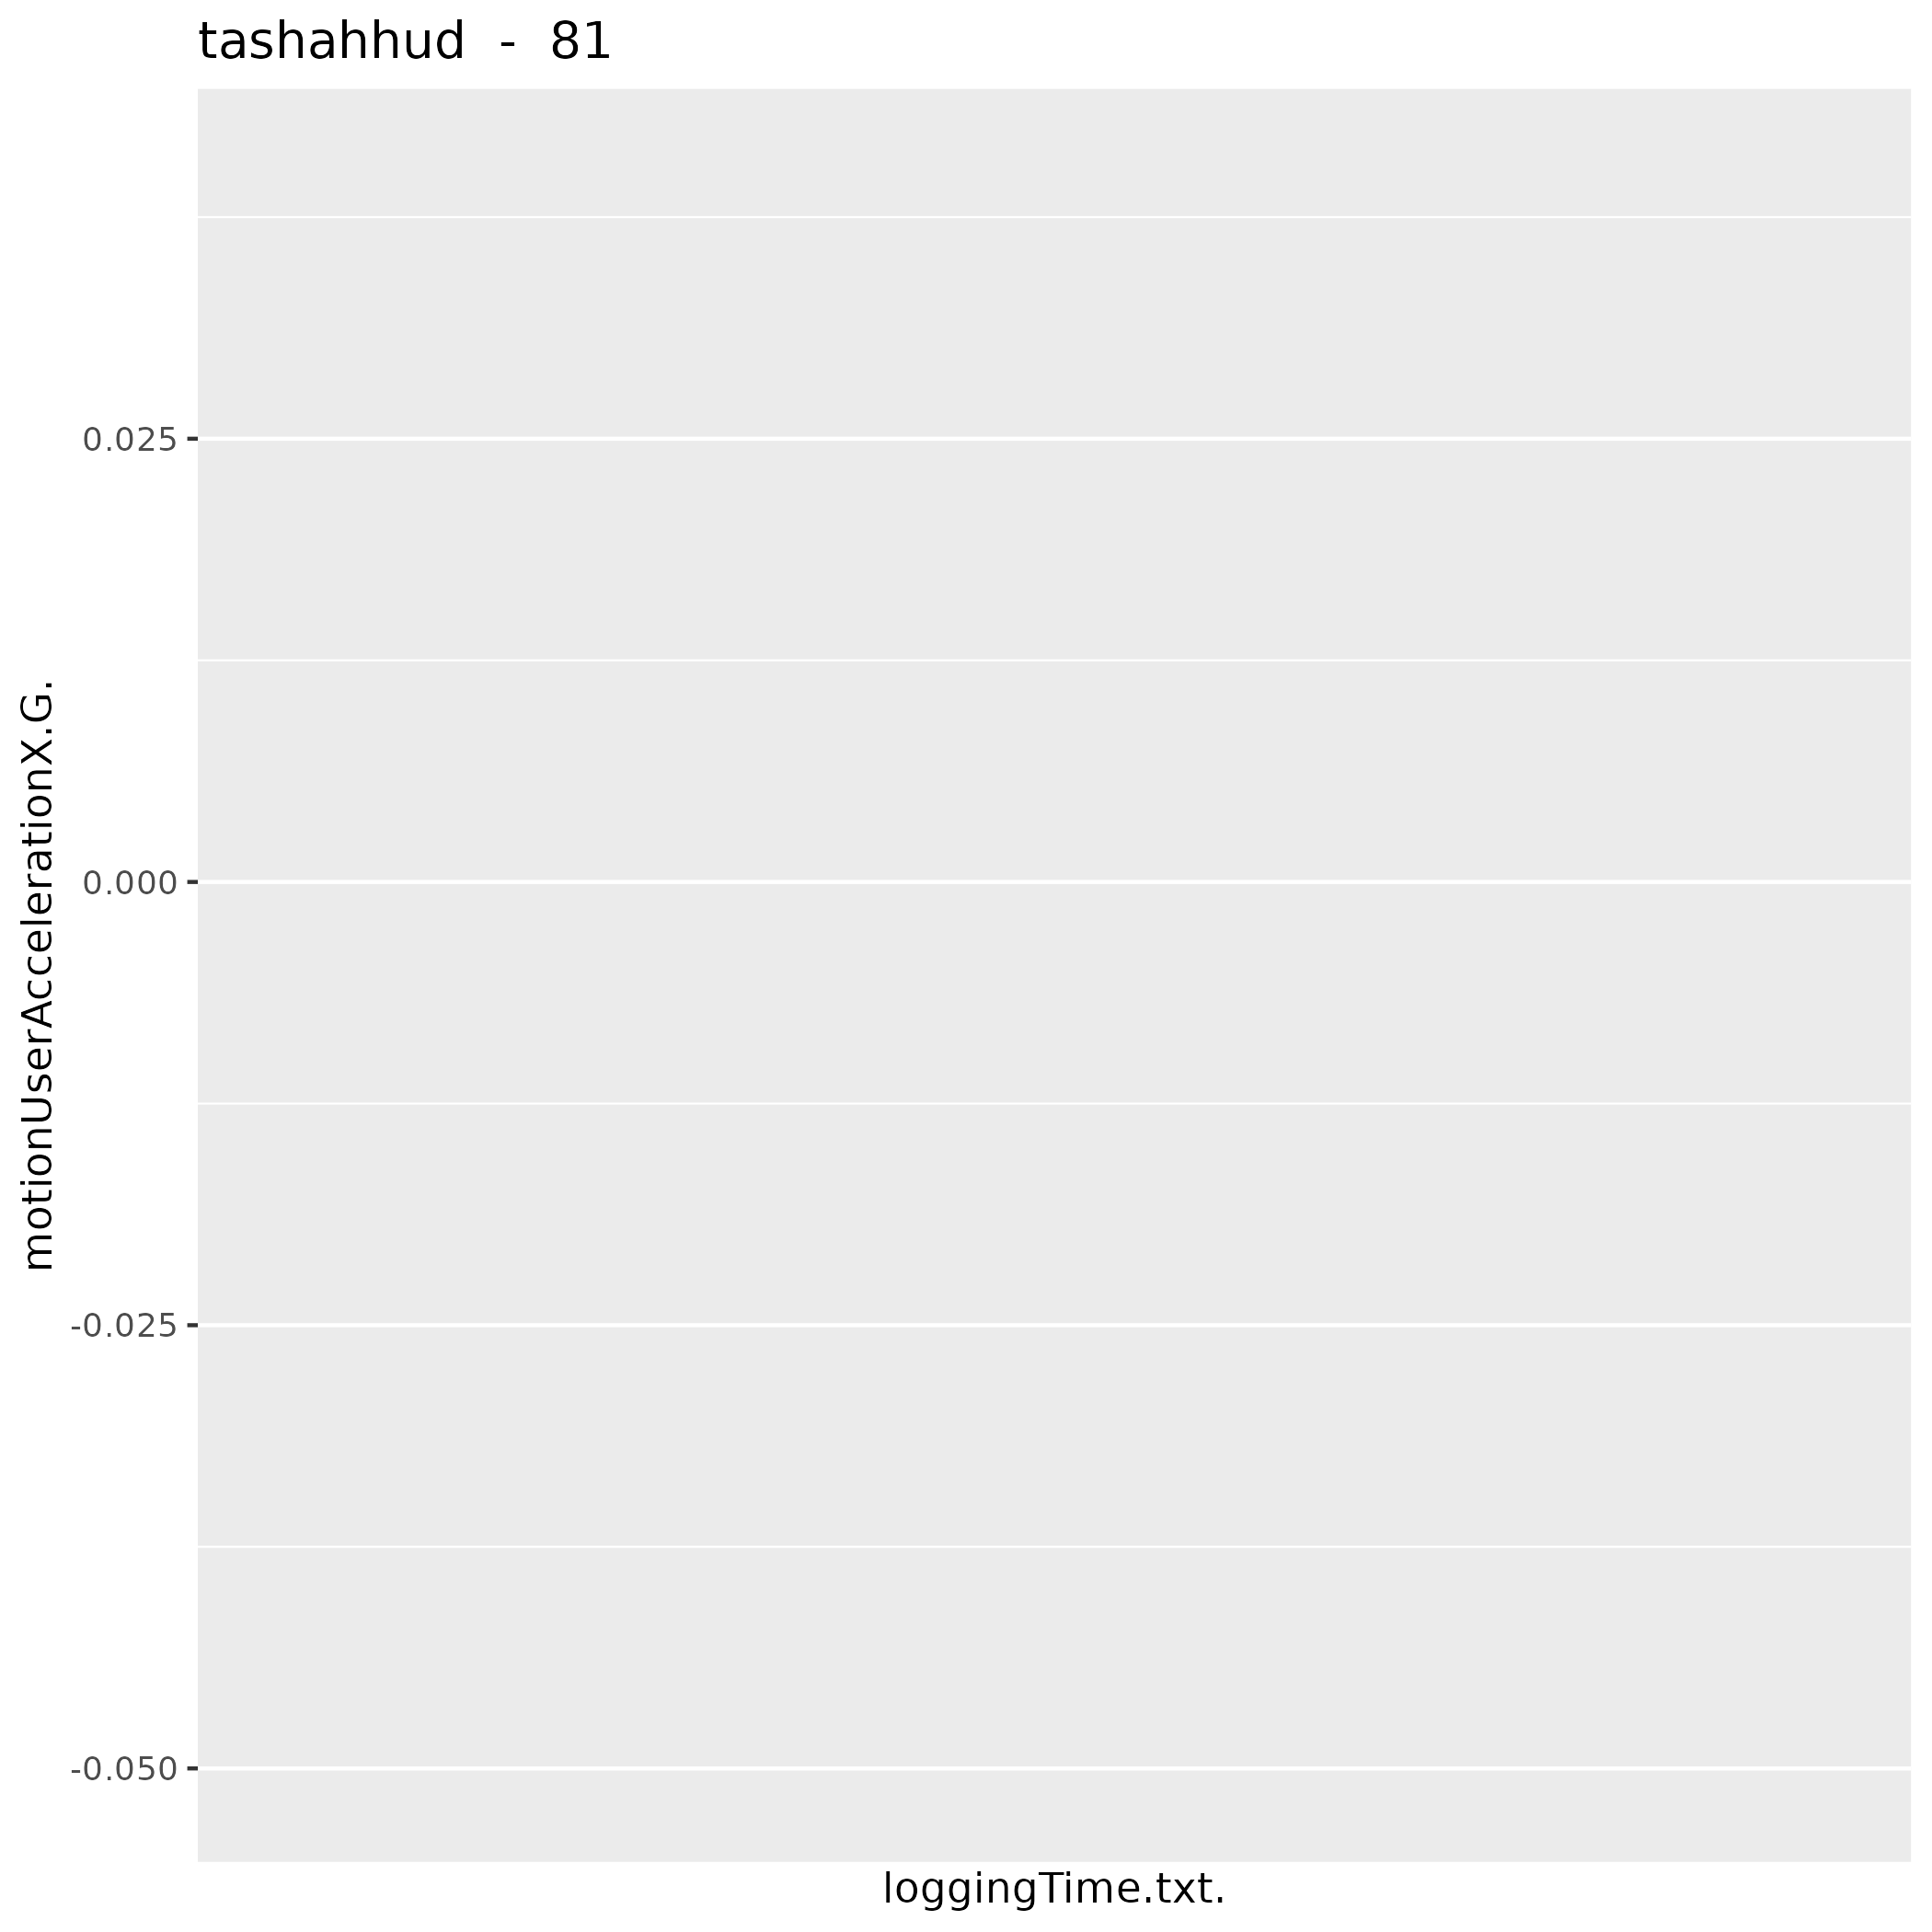 tashahhud - 81
motionUserAccelerationX.G.
0.025
0.000
-0.025
-0.050
loggingTime.txt.